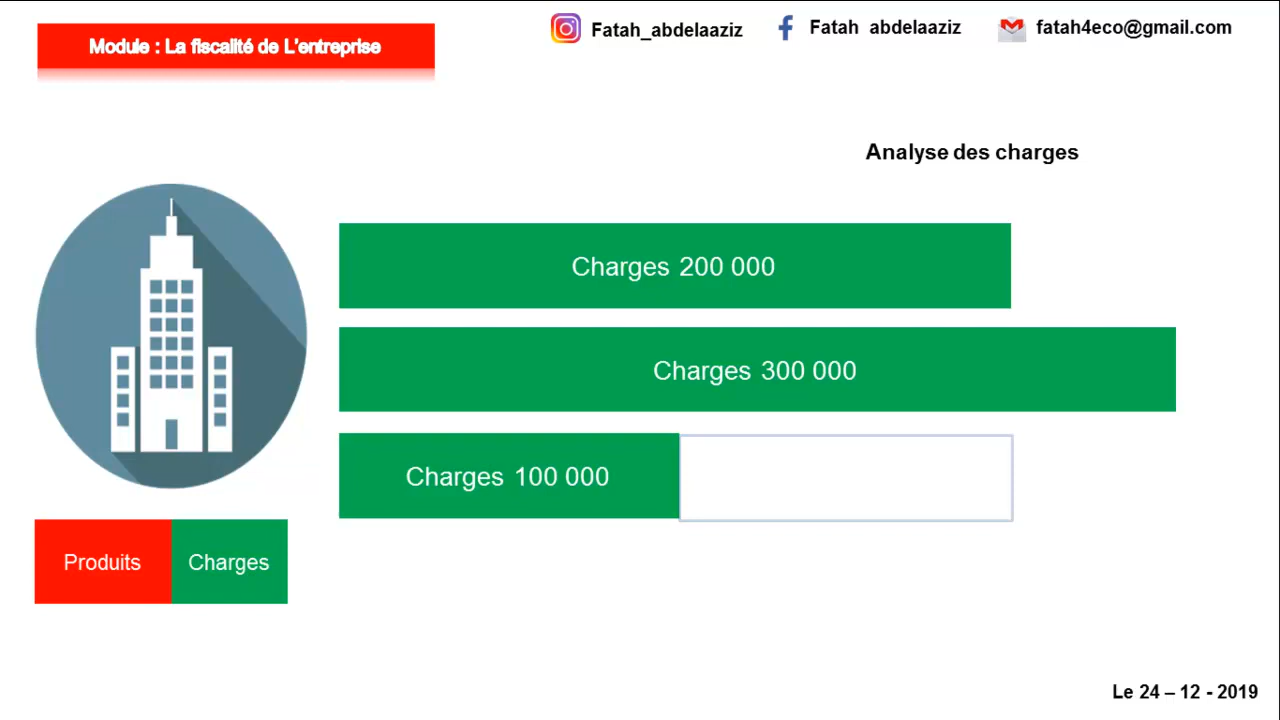 Module : La fiscalité de L'entreprise
Fatah_abdelaaziz
Fatah abdelaaziz
fatah4eco@gmail.com
Analyse des charges
Charges 200 000
Charges 300 000
Charges 100 000
Produits
Charges
Le 24 – 12 - 2019